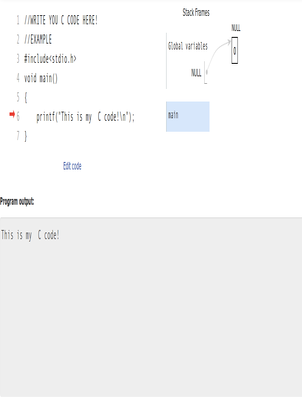 1 //WRITE YOU C CODE HERE!
2 //EXAMPLE
3 #include<stdio.h>
4 void main()
5 {
6 printf("This is my  C code!\n");
7 }
Edit code
Stack Frames
NULL
Global variables
0
NULL
main
Program output:
This is my  C code!